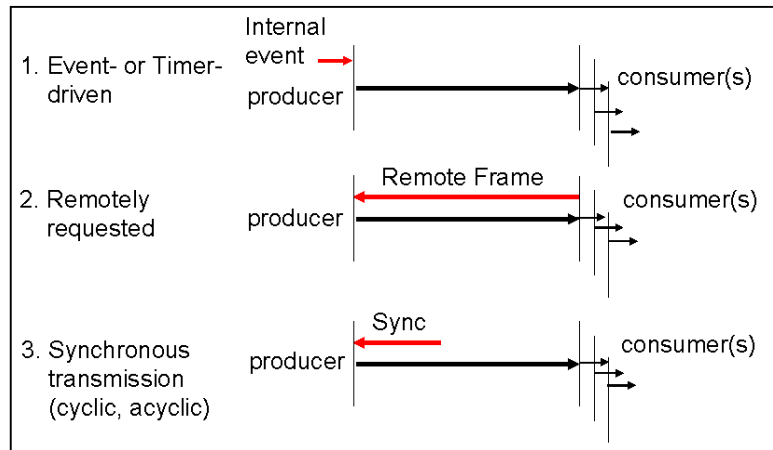 Internal
event
1. Event- or Timer-
driven
producer
consumer(s)
Remote Frame
2. Remotely
requested
producer
consumer(s)
Sync
3. Synchronous
transmission
(cyclic, acyclic)
producer
consumer(s)